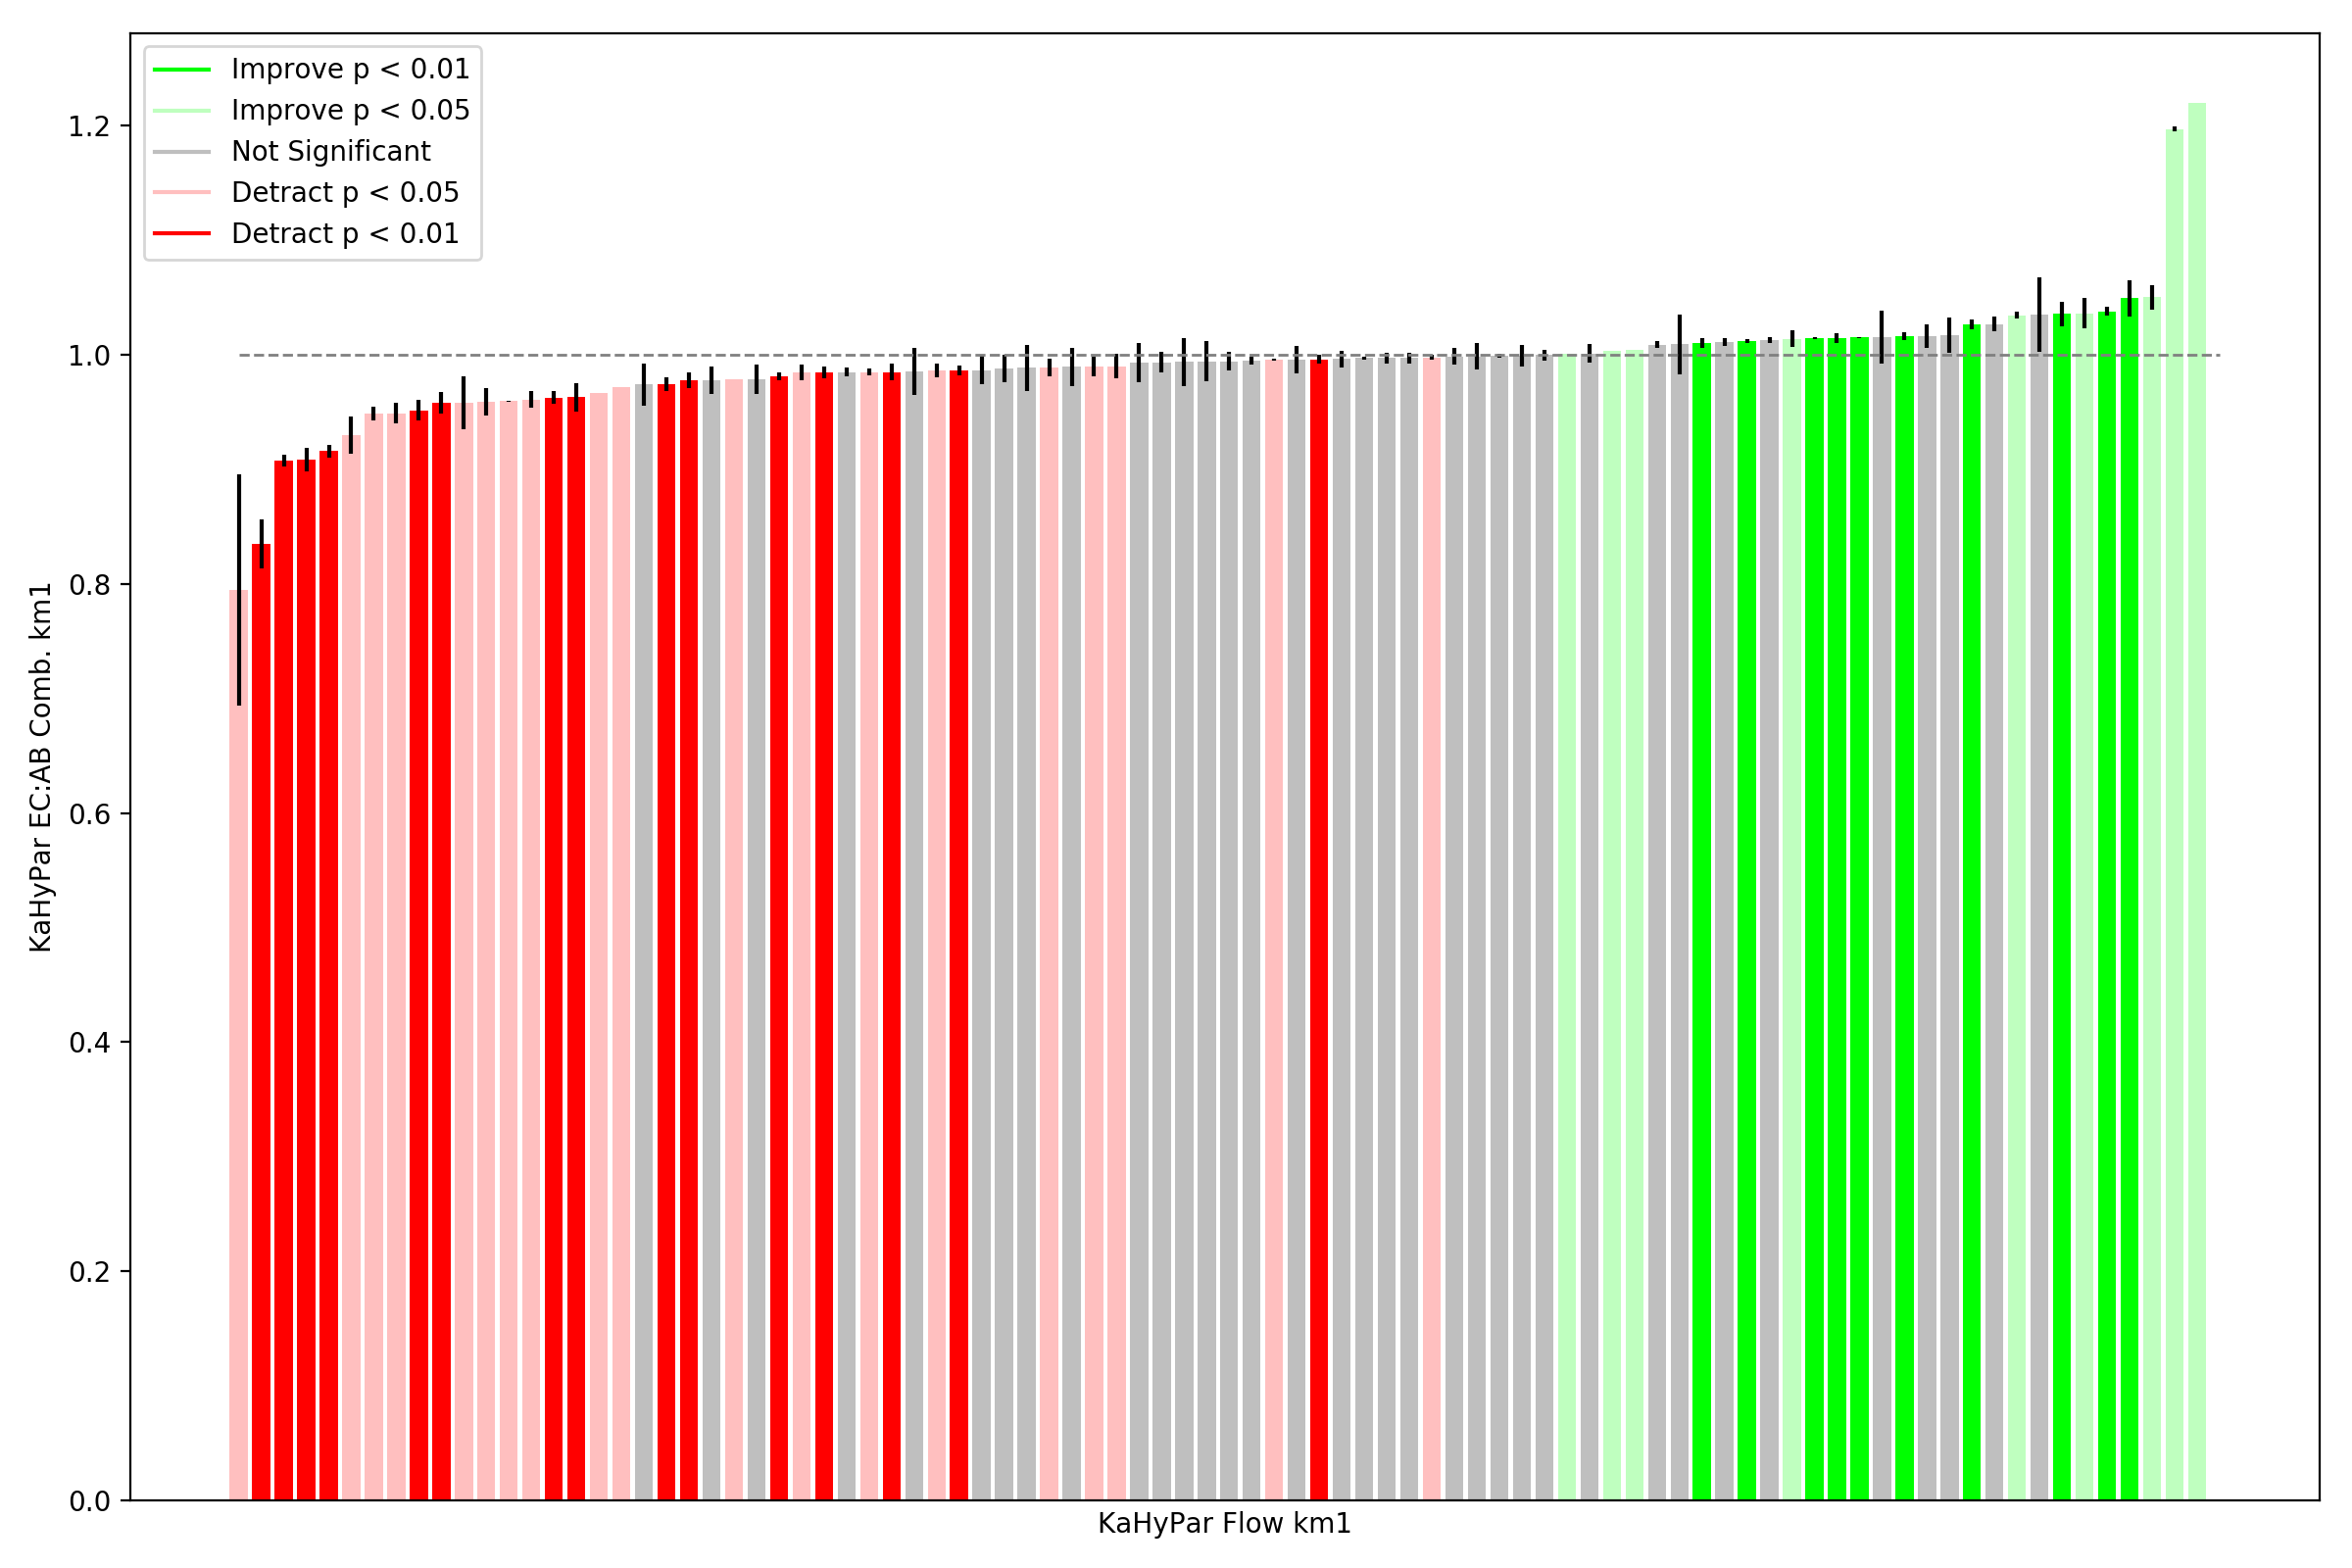 Improve p < 0.01
Improve p < 0.05
Not Significant
Detract p < 0.05
Detract p < 0.01
1.2
1.0
0.8
0.6
0.4
0.2
0.0
KaHyPar EC:AB Comb. km1
KaHyPar Flow km1